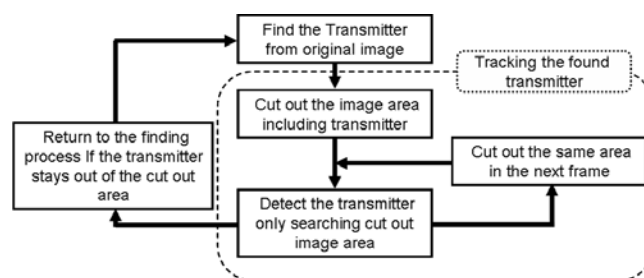 Find the Transmitter
from original image
Tracking the found
transmitter
Cut out the image area
including transmitter
Return to the finding
process If the transmitter
stays out of the cut out
area
Cut out the same area
in the next frame
Detect the transmitter
only searching cut out
image area